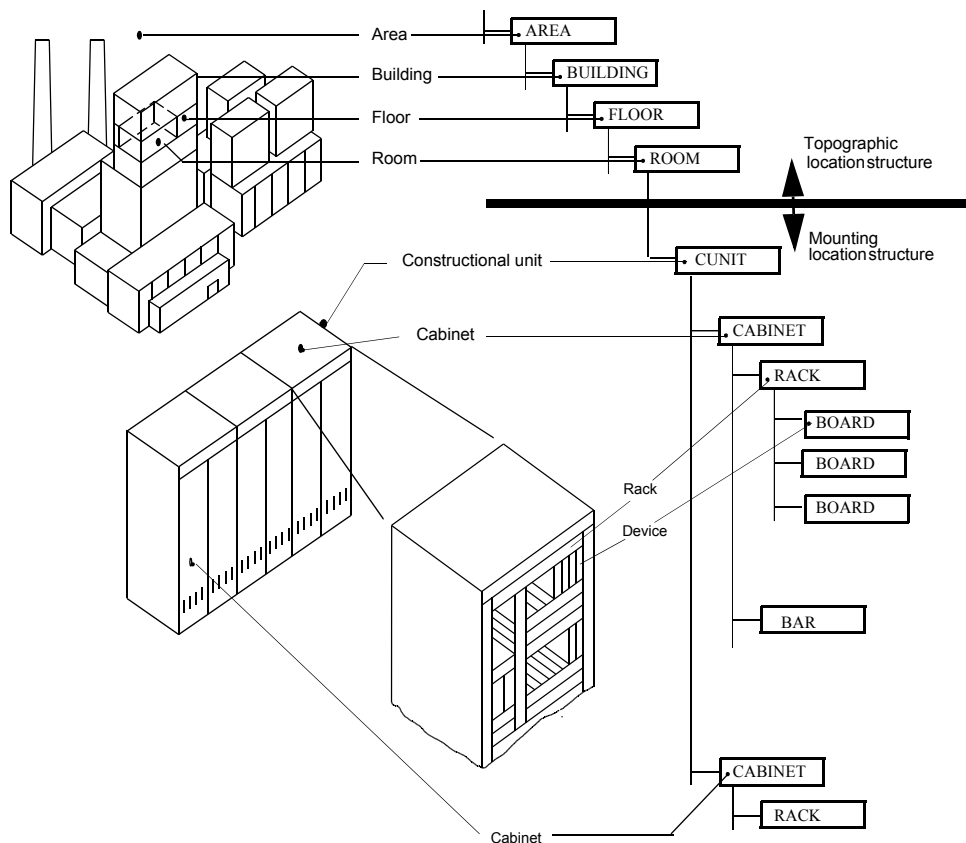 Area
AREA
Building
BUILDING
Floor
FLOOR
Room
ROOM
Topographic
location structure
Mounting
location structure
Constructional unit
CUNIT
Cabinet
CABINET
RACK
BOARD
BOARD
BOARD
Rack
Device
BAR
CABINET
RACK
Cabinet